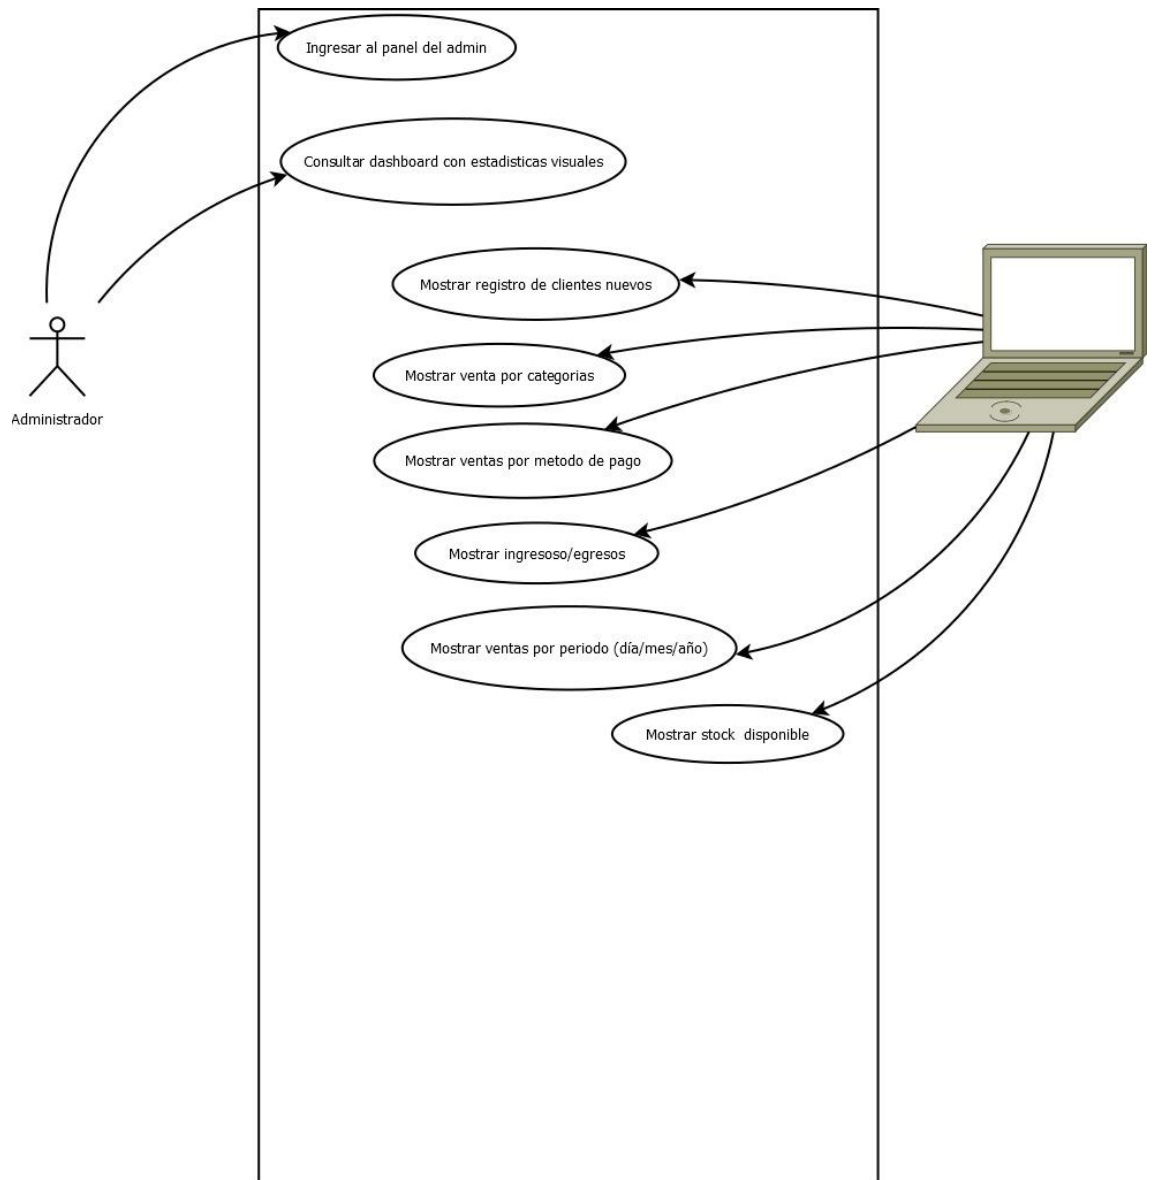 Ingresar al panel del admin
Consultar dashboard con estadisticas visuales
Mostrar registro de clientes nuevos
Mostrar venta por categorias
Administrador
Mostrar ventas por metodo de pago
Mostrar ingresoso/egresos
Mostrar ventas por periodo (día/mes/año)
Mostrar stock disponible